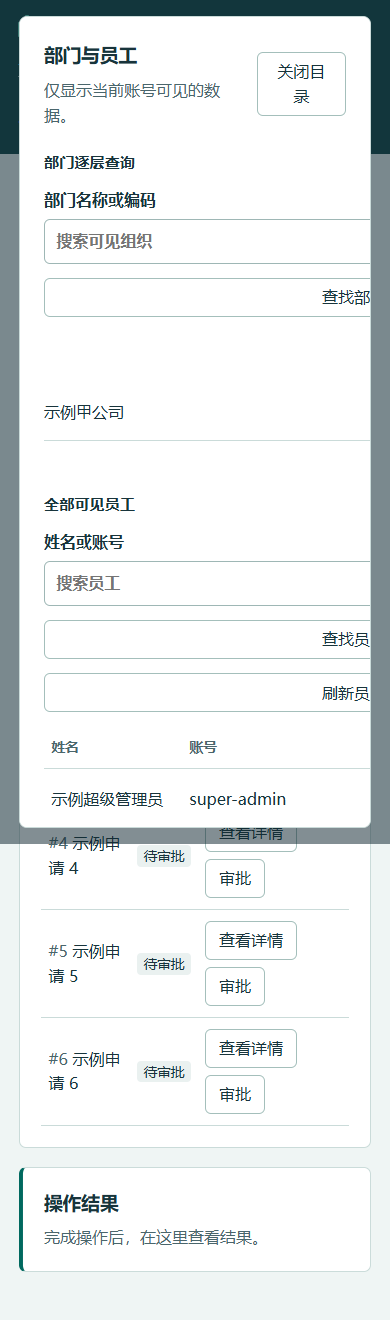 部门与员工
仅显示当前账号可见的数
据。
关闭目
录
部门逐层查询
部门名称或编码
搜索可见组织
查找部
示例甲公司
全部可见员工
姓名或账号
搜索员工
查找员
刷新员
姓名 账号
示例超级管理员 super-admin
#4 示例申
请 4
待审批
查看详情
审批
#5 示例申
请 5
待审批
查看详情
审批
#6 示例申
请 6
待审批
查看详情
审批
操作结果
完成操作后，在这里查看结果。